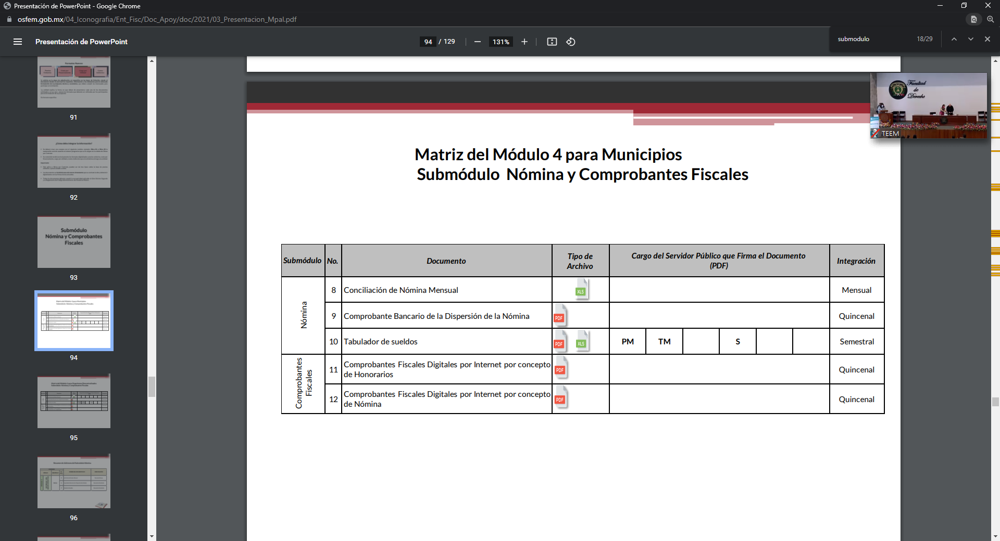 Presentación de PowerPoint - Google Chrome
osfem.gob.mx/04_Iconografia/Ent_Fisc/Doc_Apoy/doc/2021/03_Presentacion_Mpal.pdf
Presentación de PowerPoint
94 / 129
131%
submodulo
18/29
91
92
Submódulo
Nómina y Comprobantes
Fiscales
93
94
95
96
Facultad
de
Derecho
TEEM
Matriz del Módulo 4 para Municipios
Submódulo Nómina y Comprobantes Fiscales
Submódulo No. Documento Tipo de Archivo Cargo del Servidor Público que Firma el Documento (PDF) Integración
Nómina
8 Conciliación de Nómina Mensual XLS Mensual
9 Comprobante Bancario de la Dispersión de la Nómina PDF Quincenal
10 Tabulador de sueldos PDF XLS PM TM S Semestral
Comprobantes
Fiscales
11 Comprobantes Fiscales Digitales por Internet por concepto
de Honorarios PDF Quincenal
12 Comprobantes Fiscales Digitales por Internet por concepto
de Nómina PDF Quincenal